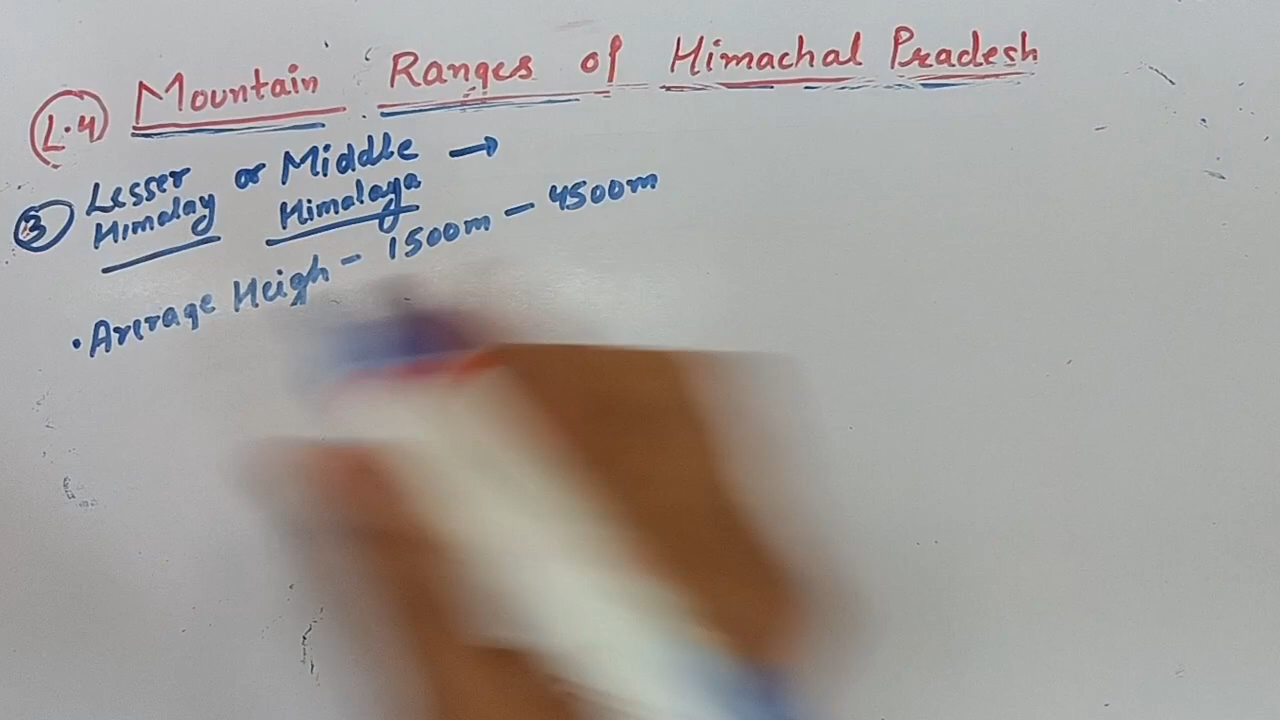 L.4 Mountain Ranges of Himachal Pradesh
3 Lesser or Middle →
Himalay Himalaya
• Average Heigh - 1500m - 4500m